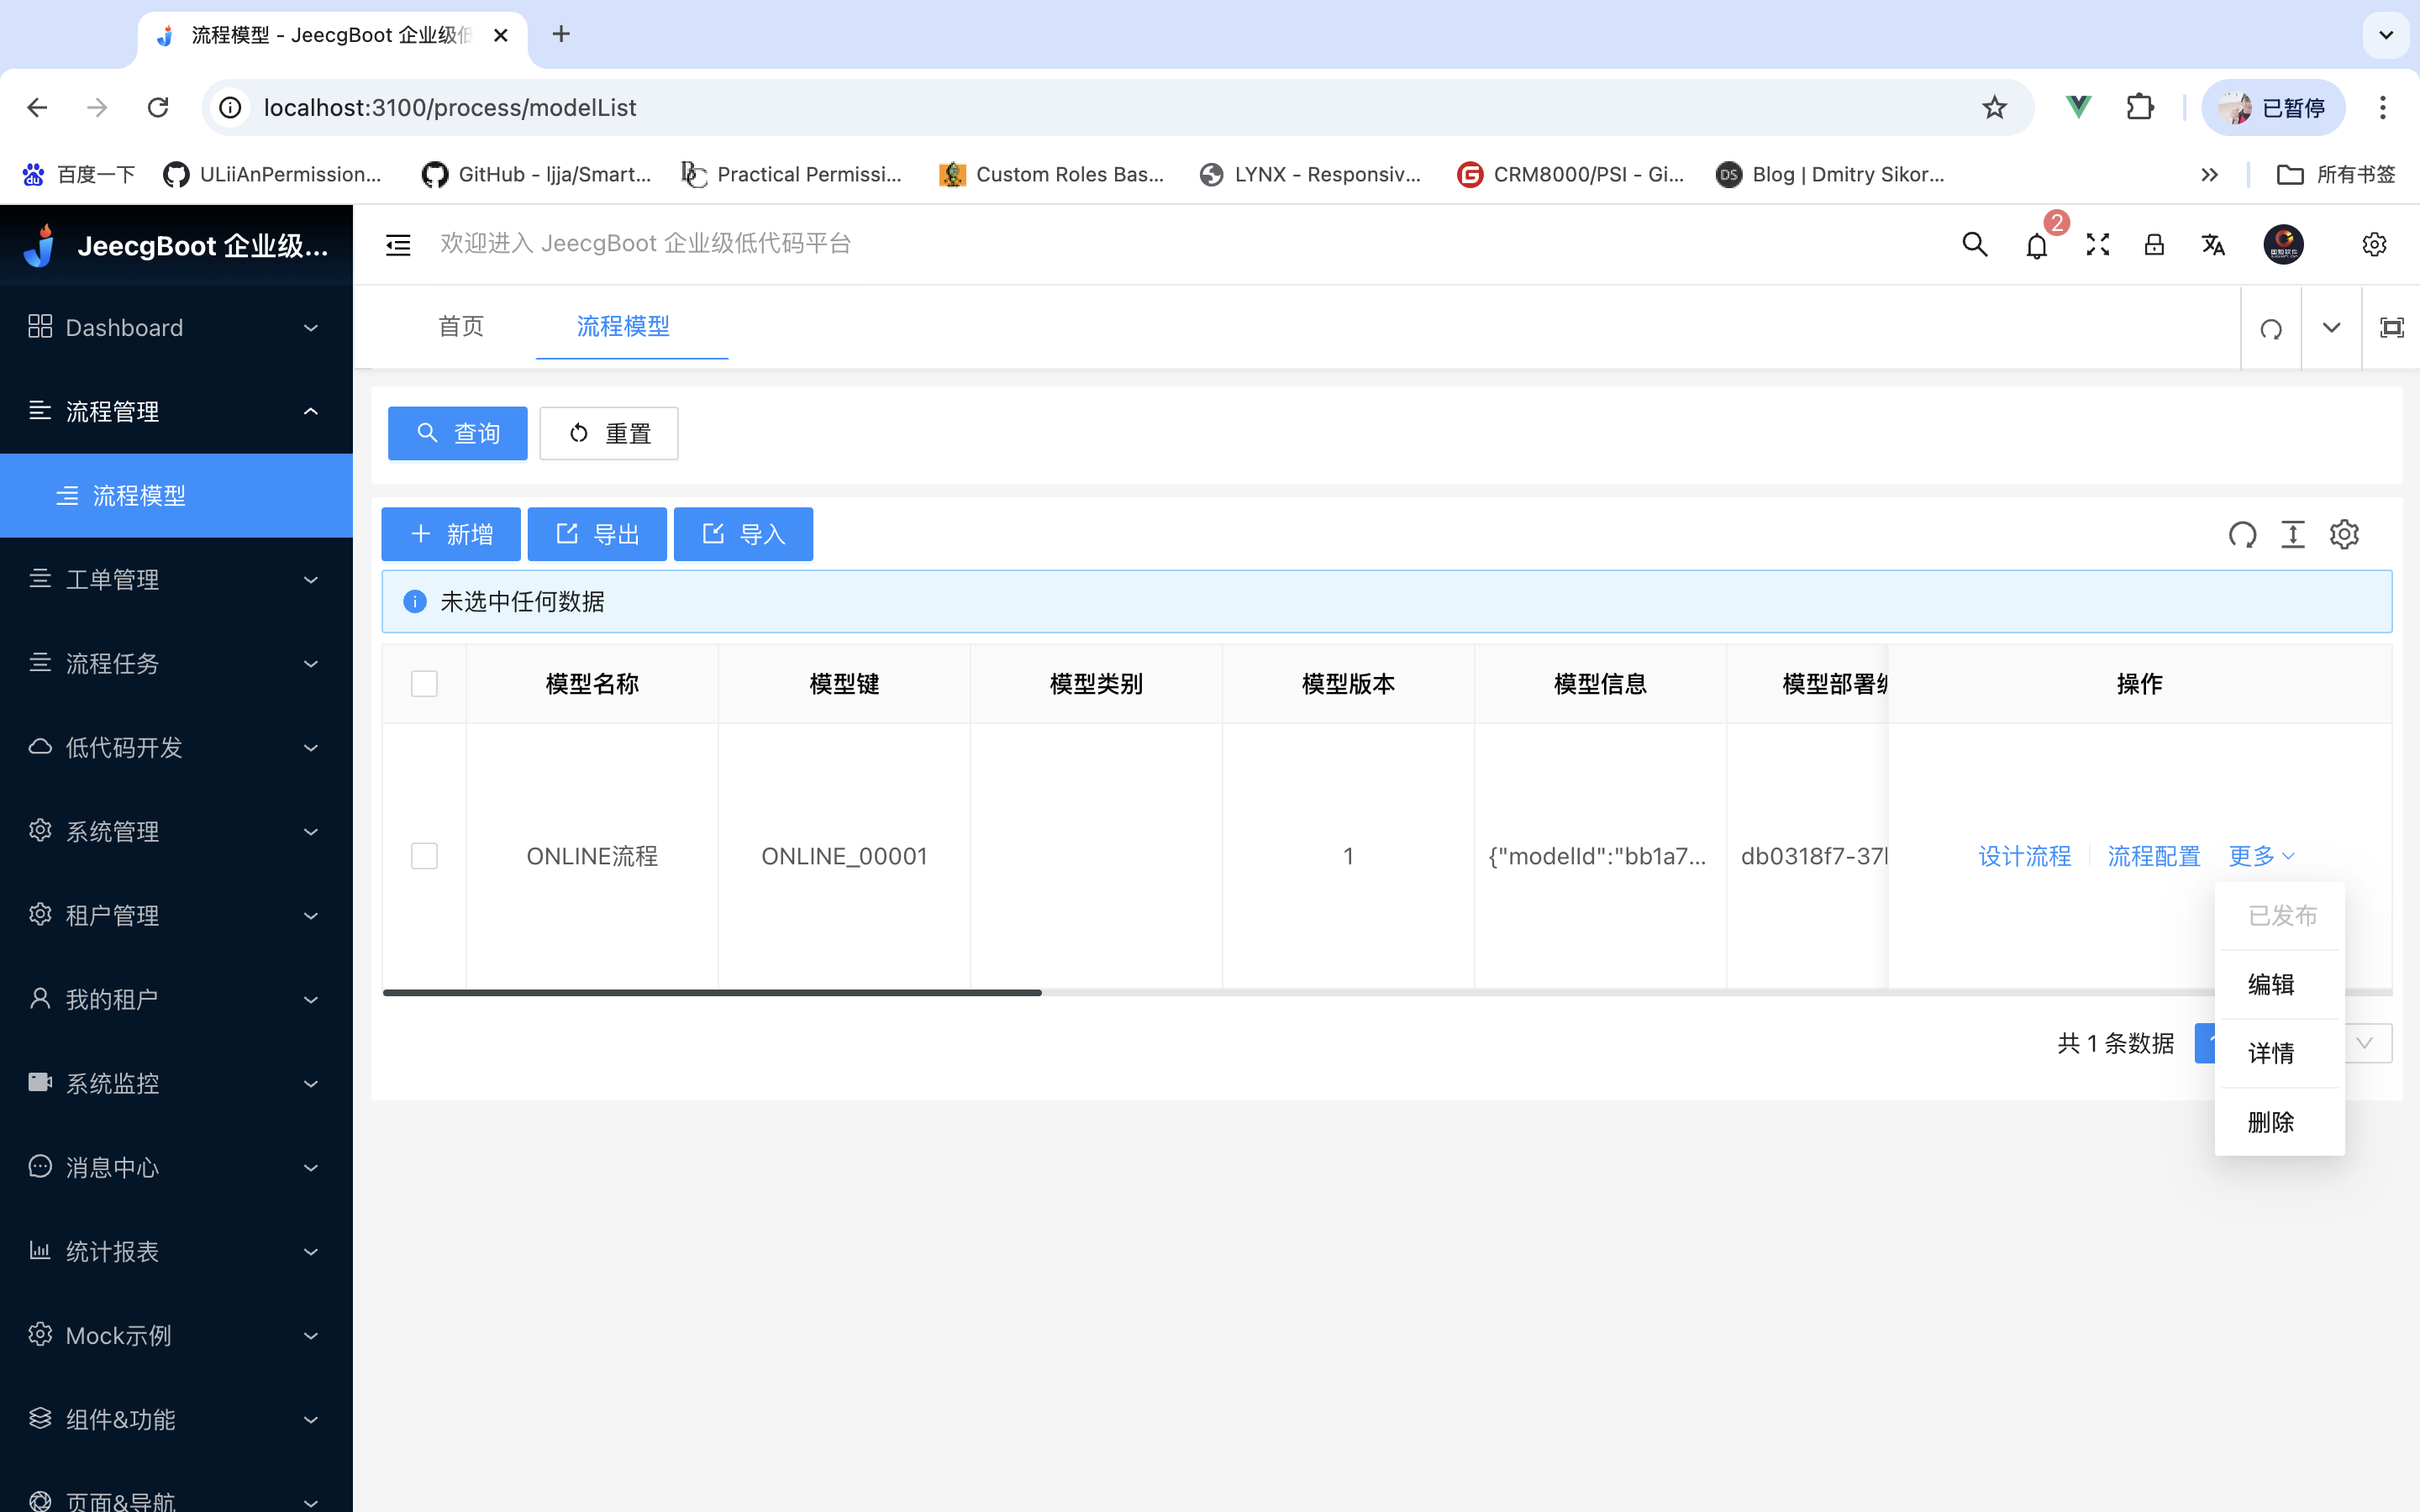 流程模型 - JeecgBoot 企业级低
localhost:3100/process/modelList
已暂停
百度一下
ULiiAnPermission...
GitHub - ljja/Smart...
Practical Permissi...
Custom Roles Bas...
LYNX - Responsiv...
CRM8000/PSI - Gi...
Blog | Dmitry Sikor...
所有书签
JeecgBoot 企业级...
欢迎进入 JeecgBoot 企业级低代码平台
2
Dashboard
流程管理
流程模型
工单管理
流程任务
低代码开发
系统管理
租户管理
我的租户
系统监控
消息中心
统计报表
Mock示例
组件&功能
页面&导航
首页
流程模型
查询
重置
新增
导出
导入
未选中任何数据
模型名称 模型键 模型类别 模型版本 模型信息 模型部署编 操作
ONLINE流程 ONLINE_00001 1 {"modelId":"bb1a7... db0318f7-37 设计流程 流程配置 更多
已发布
编辑
详情
删除
共 1 条数据
1